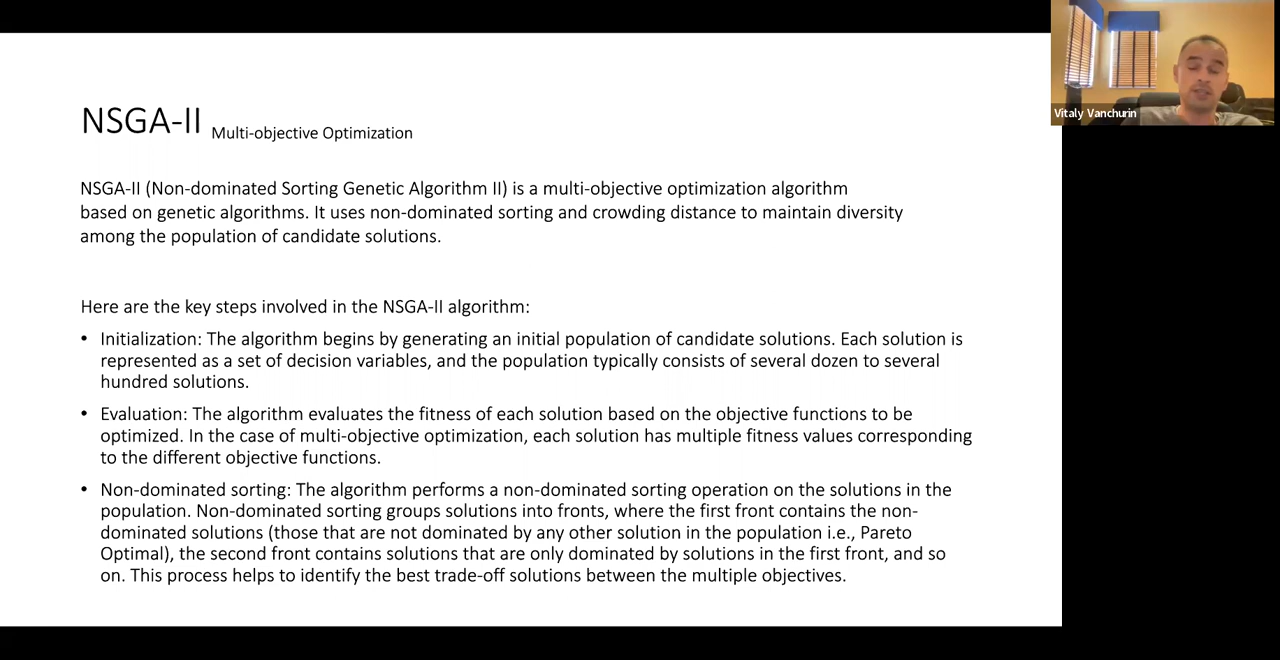 Vitaly Vanchurin
NSGA-II Multi-objective Optimization
NSGA-II (Non-dominated Sorting Genetic Algorithm II) is a multi-objective optimization algorithm
based on genetic algorithms. It uses non-dominated sorting and crowding distance to maintain diversity
among the population of candidate solutions.
Here are the key steps involved in the NSGA-II algorithm:
• Initialization: The algorithm begins by generating an initial population of candidate solutions. Each solution is
represented as a set of decision variables, and the population typically consists of several dozen to several
hundred solutions.
• Evaluation: The algorithm evaluates the fitness of each solution based on the objective functions to be
optimized. In the case of multi-objective optimization, each solution has multiple fitness values corresponding
to the different objective functions.
• Non-dominated sorting: The algorithm performs a non-dominated sorting operation on the solutions in the
population. Non-dominated sorting groups solutions into fronts, where the first front contains the non-
dominated solutions (those that are not dominated by any other solution in the population i.e., Pareto
Optimal), the second front contains solutions that are only dominated by solutions in the first front, and so
on. This process helps to identify the best trade-off solutions between the multiple objectives.